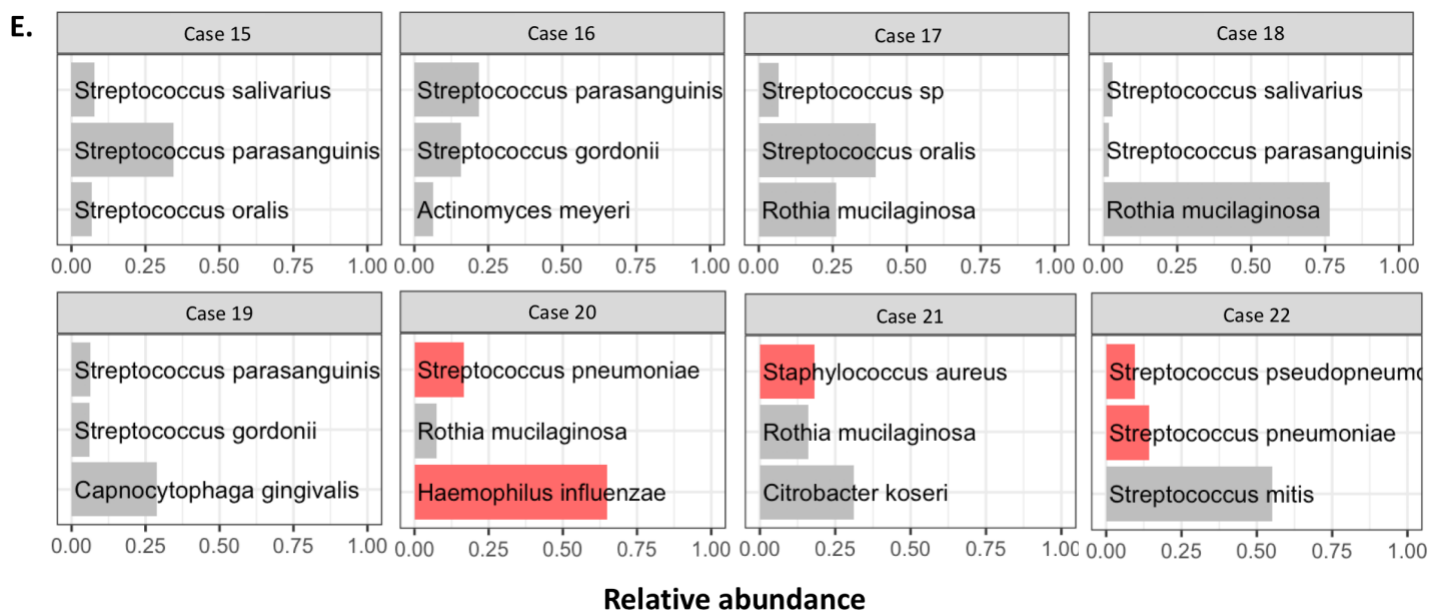 E.
Case 15
Streptococcus salivarius
Streptococcus parasanguinis
Streptococcus oralis
0.00 0.25 0.50 0.75 1.00
Case 16
Streptococcus parasanguinis
Streptococcus gordonii
Actinomyces meyeri
0.00 0.25 0.50 0.75 1.00
Case 17
Streptococcus sp
Streptococcus oralis
Rothia mucilaginosa
0.00 0.25 0.50 0.75 1.00
Case 18
Streptococcus salivarius
Streptococcus parasanguinis
Rothia mucilaginosa
0.00 0.25 0.50 0.75 1.00
Case 19
Streptococcus parasanguinis
Streptococcus gordonii
Capnocytophaga gingivalis
0.00 0.25 0.50 0.75 1.00
Case 20
Streptococcus pneumoniae
Rothia mucilaginosa
Haemophilus influenzae
0.00 0.25 0.50 0.75 1.00
Case 21
Staphylococcus aureus
Rothia mucilaginosa
Citrobacter koseri
0.00 0.25 0.50 0.75 1.00
Case 22
Streptococcus pseudopneumo
Streptococcus pneumoniae
Streptococcus mitis
0.00 0.25 0.50 0.75 1.00
Relative abundance